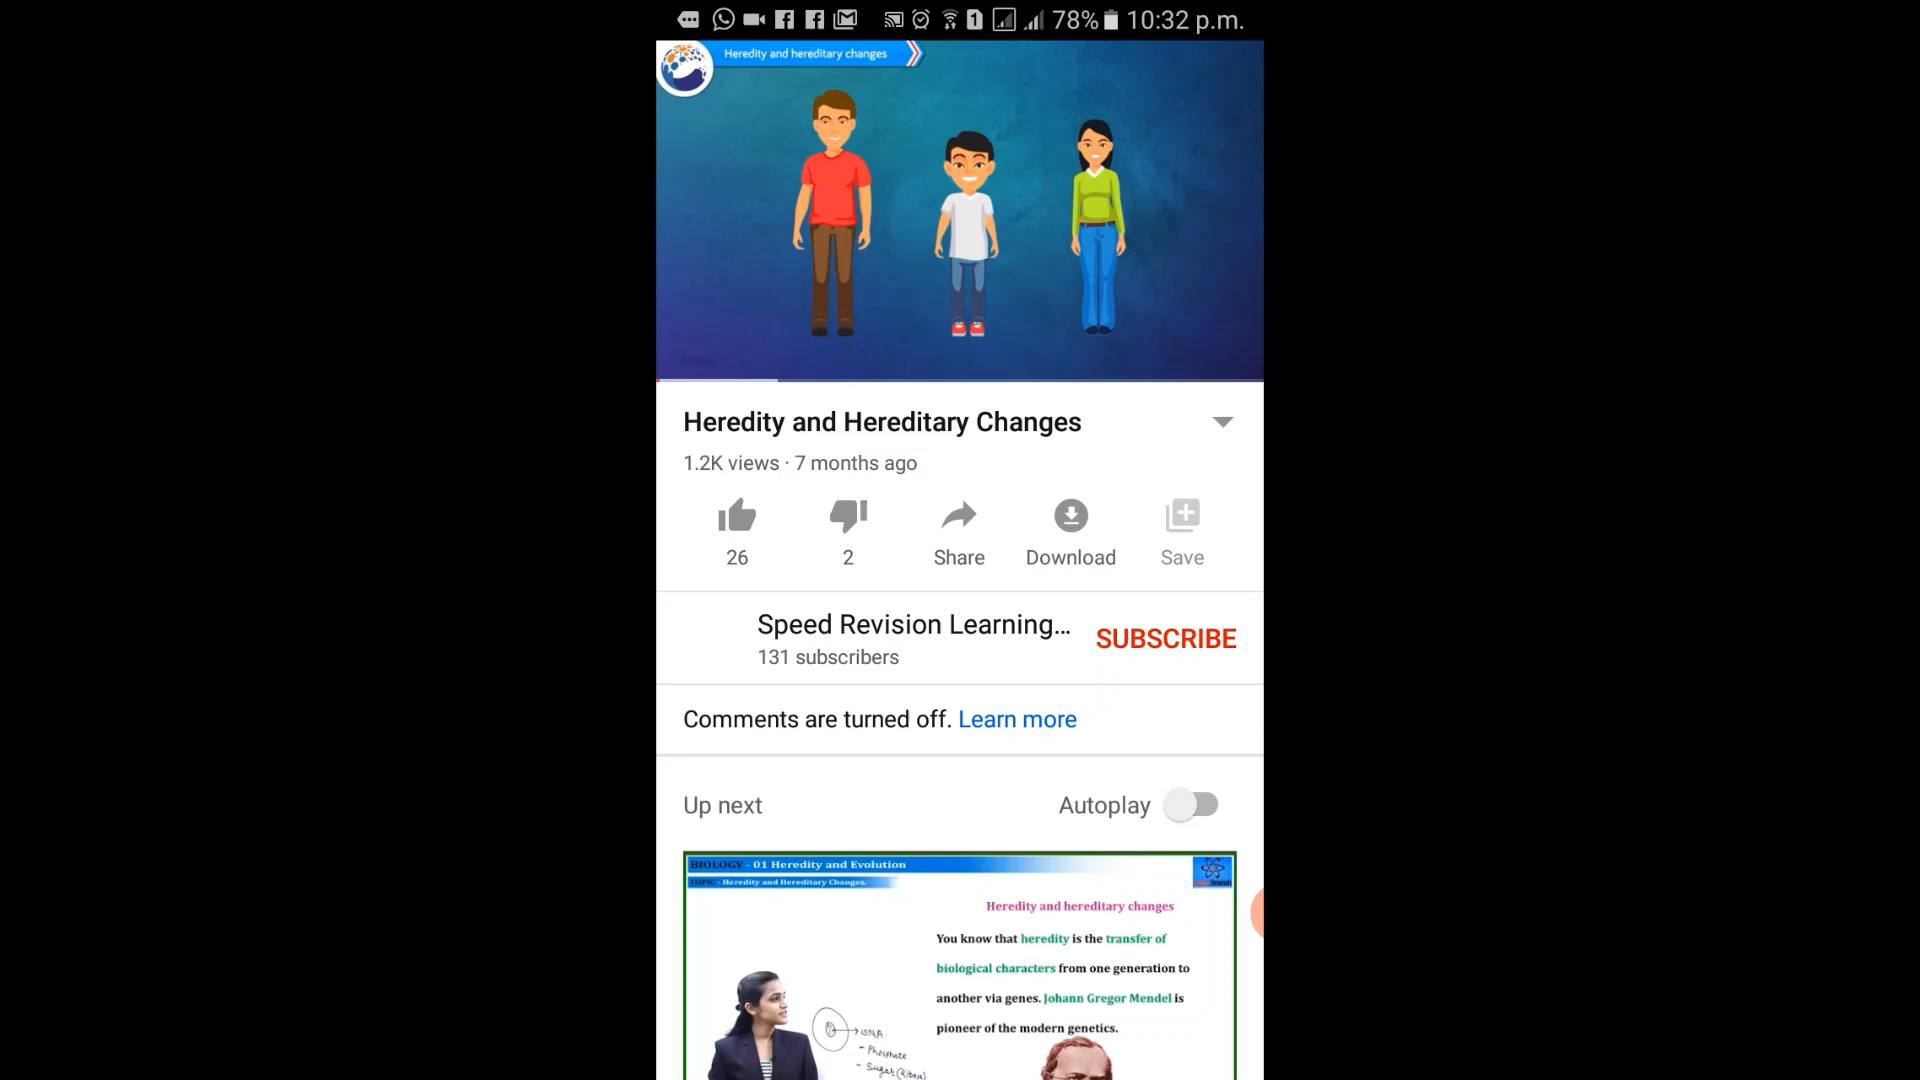 1 78% 10:32 p.m.
Heredity and hereditary changes
Heredity and Hereditary Changes
1.2K views · 7 months ago
26 2 Share Download Save
Speed Revision Learning...
131 subscribers
SUBSCRIBE
Comments are turned off. Learn more
Up next Autoplay
BIOLOGY - 01 Heredity and Evolution
TOPIC - Heredity and Hereditary Changes.
Heredity and hereditary changes
You know that heredity is the transfer of
biological characters from one generation to
another via genes. Johann Gregor Mendel is
pioneer of the modern genetics.
DNA
- Phosphate
- Sugar (Ribose)